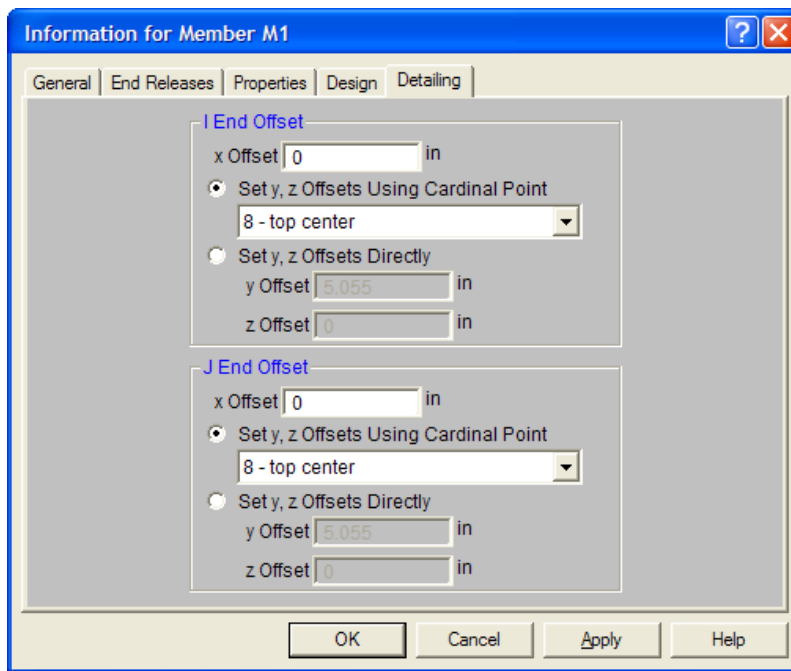 Information for Member M1
General End Releases Properties Design Detailing
I End Offset
x Offset 0 in
Set y, z Offsets Using Cardinal Point
8 - top center
Set y, z Offsets Directly
y Offset 5.055 in
z Offset 0 in
J End Offset
x Offset 0 in
Set y, z Offsets Using Cardinal Point
8 - top center
Set y, z Offsets Directly
y Offset 5.055 in
z Offset 0 in
OK Cancel Apply Help